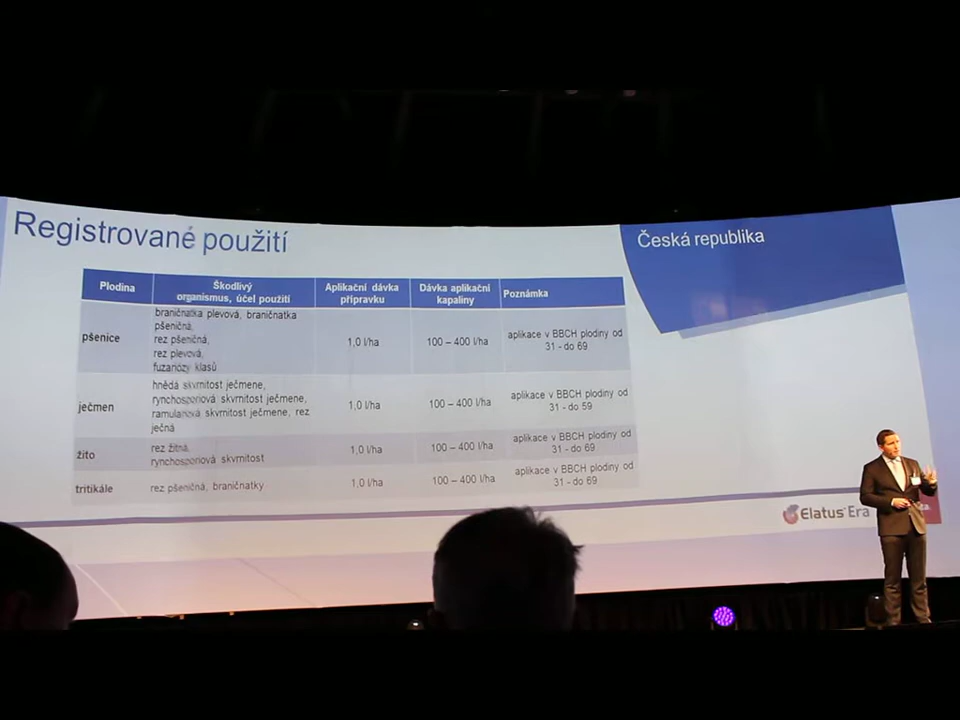 Registrované použití
Česká republika
Plodina
Škodlivý
organismus, účel použití
Aplikační dávka
přípravku
Dávka aplikační
kapaliny
Poznámka
pšenice
braničnatka plevová, braničnatka
pšeničná,
rez pšeničná,
rez plevová,
fuzariózy klasů
1,0 l/ha
100 – 400 l/ha
aplikace v BBCH plodiny od
31 - do 69
ječmen
hnědá skvrnitost ječmene,
rynchosporiová skvrnitost ječmene,
ramulariová skvrnitost ječmene, rez
ječná
1,0 l/ha
100 – 400 l/ha
aplikace v BBCH plodiny od
31 - do 59
žito
rez žitná,
rynchosporiová skvrnitost
1,0 l/ha
100 – 400 l/ha
aplikace v BBCH plodiny od
31 - do 69
tritikále
rez pšeničná, braničnatky
1,0 l/ha
100 – 400 l/ha
aplikace v BBCH plodiny od
31 - do 69
Elatus Era